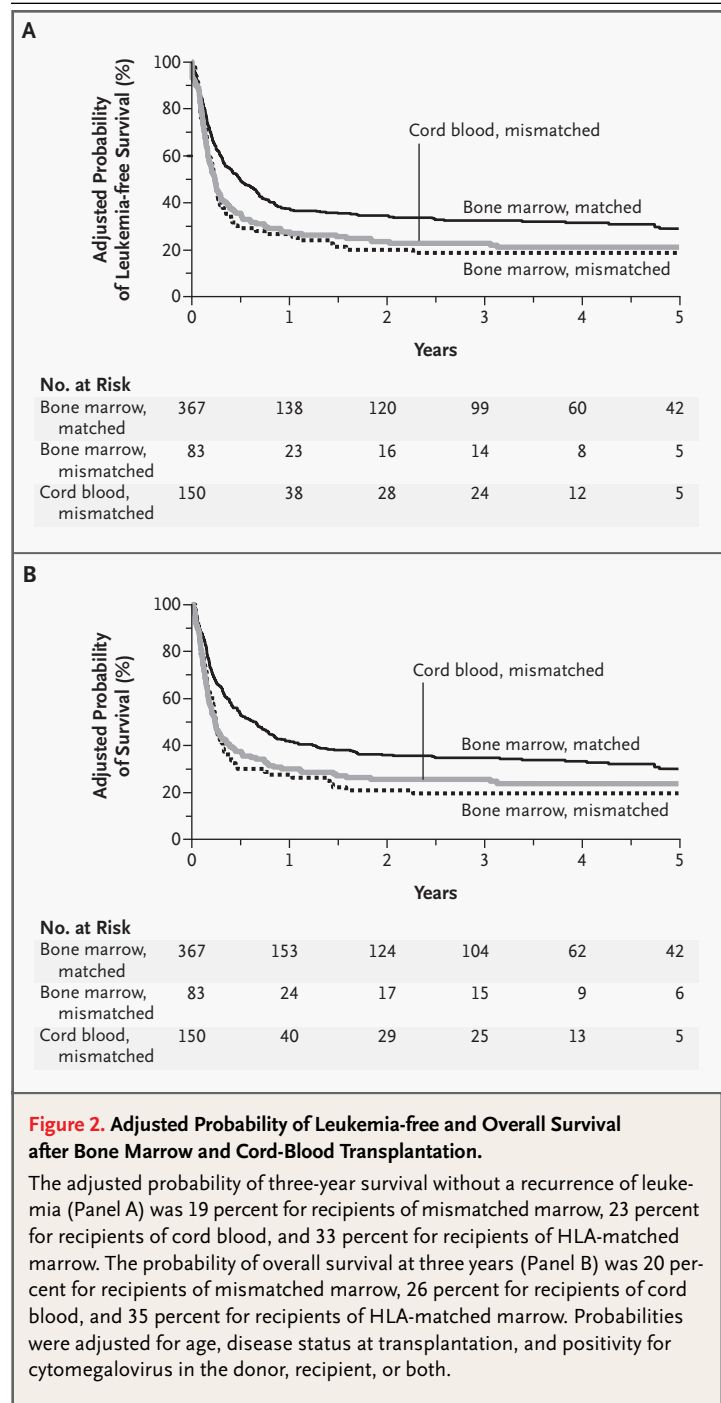 A
Adjusted Probability
of Leukemia-free Survival (%)
100
80
60
40
20
0
Cord blood, mismatched
Bone marrow, matched
Bone marrow, mismatched
0 1 2 3 4 5
Years
No. at Risk
Bone marrow, matched 367 138 120 99 60 42
Bone marrow, mismatched 83 23 16 14 8 5
Cord blood, mismatched 150 38 28 24 12 5
B
Adjusted Probability
of Survival (%)
100
80
60
40
20
0
Cord blood, mismatched
Bone marrow, matched
Bone marrow, mismatched
0 1 2 3 4 5
Years
No. at Risk
Bone marrow, matched 367 153 124 104 62 42
Bone marrow, mismatched 83 24 17 15 9 6
Cord blood, mismatched 150 40 29 25 13 5
Figure 2. Adjusted Probability of Leukemia-free and Overall Survival
after Bone Marrow and Cord-Blood Transplantation.
The adjusted probability of three-year survival without a recurrence of leuke-
mia (Panel A) was 19 percent for recipients of mismatched marrow, 23 percent
for recipients of cord blood, and 33 percent for recipients of HLA-matched
marrow. The probability of overall survival at three years (Panel B) was 20 per-
cent for recipients of mismatched marrow, 26 percent for recipients of cord
blood, and 35 percent for recipients of HLA-matched marrow. Probabilities
were adjusted for age, disease status at transplantation, and positivity for
cytomegalovirus in the donor, recipient, or both.